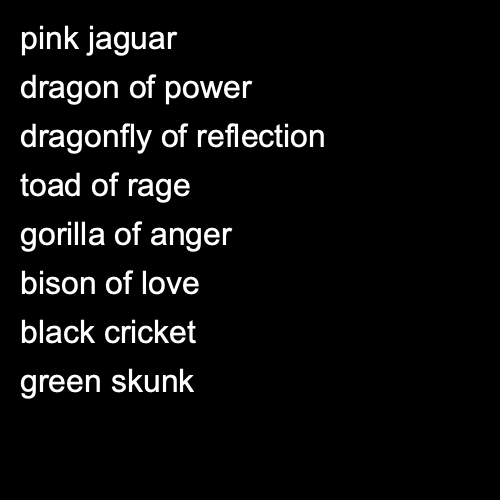 pink jaguar
dragon of power
dragonfly of reflection
toad of rage
gorilla of anger
bison of love
black cricket
green skunk